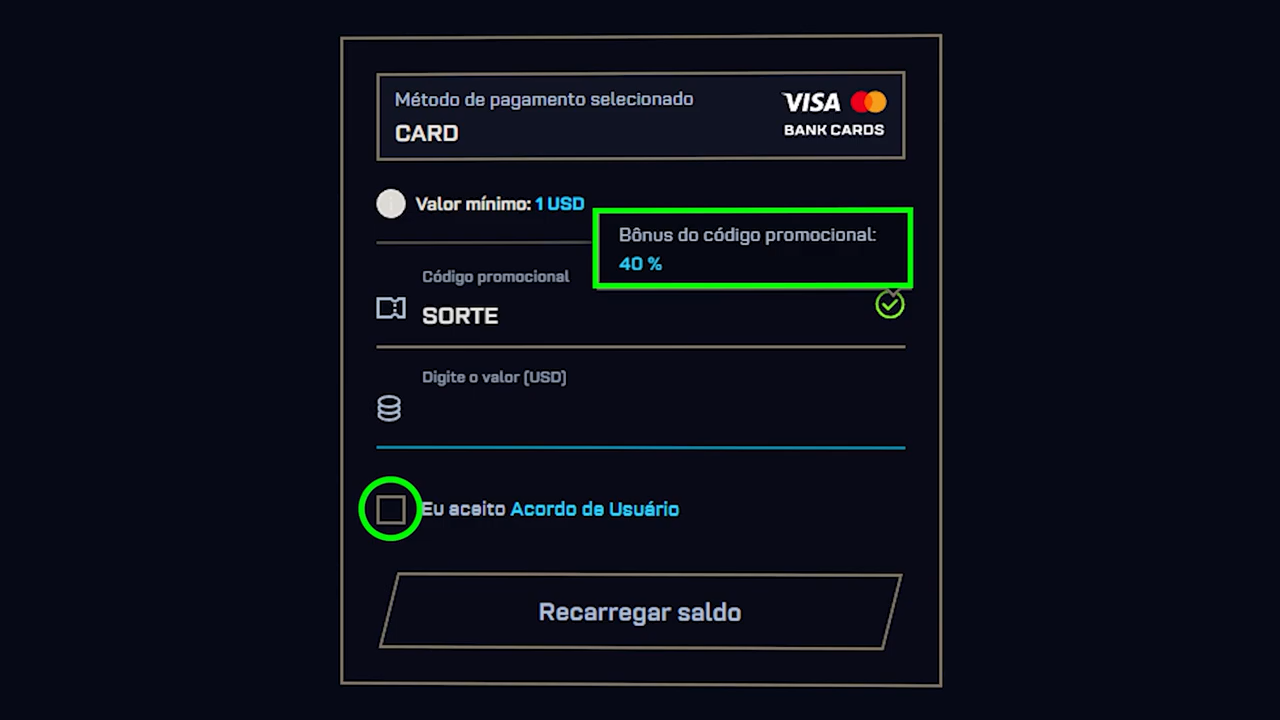 Método de pagamento selecionado
CARD
VISA
BANK CARDS
Valor mínimo: 1 USD
Bônus do código promocional:
40 %
Código promocional
SORTE
Digite o valor (USD)
Eu aceito Acordo de Usuário
Recarregar saldo